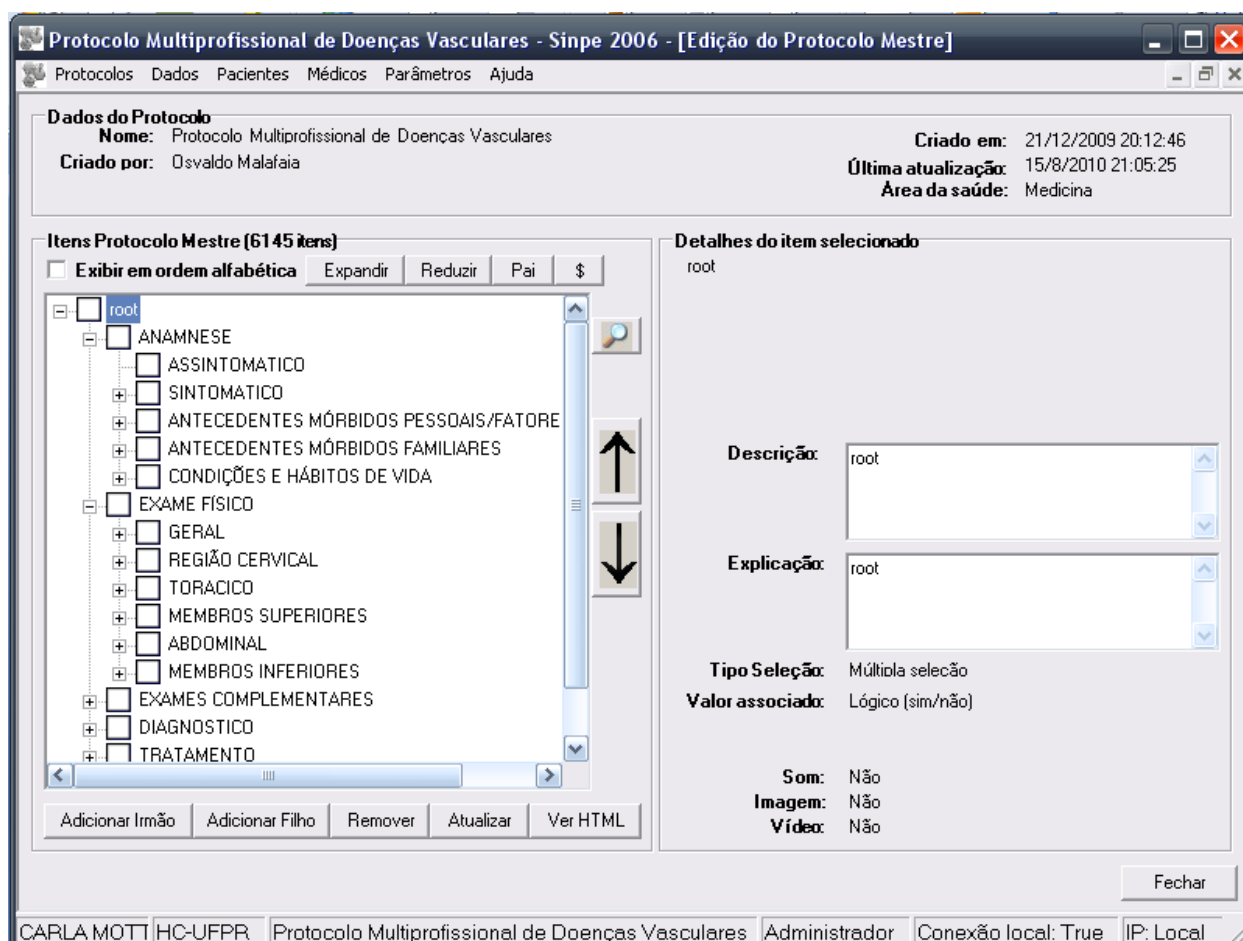 Protocolo Multiprofissional de Doenças Vasculares - Sinpe 2006 - [Edição do Protocolo Mestre]
Protocolos Dados Pacientes Médicos Parâmetros Ajuda
Dados do Protocolo
Nome: Protocolo Multiprofissional de Doenças Vasculares
Criado por: Osvaldo Malafaia
Criado em: 21/12/2009 20:12:46
Última atualização: 15/8/2010 21:05:25
Área da saúde: Medicina
Itens Protocolo Mestre (6145 itens)
Exibir em ordem alfabética Expandir Reduzir Pai $
root
ANAMNESE
ASSINTOMATICO
SINTOMATICO
ANTECEDENTES MÓRBIDOS PESSOAIS/FATORE
ANTECEDENTES MÓRBIDOS FAMILIARES
CONDIÇÕES E HÁBITOS DE VIDA
EXAME FÍSICO
GERAL
REGIÃO CERVICAL
TORACICO
MEMBROS SUPERIORES
ABDOMINAL
MEMBROS INFERIORES
EXAMES COMPLEMENTARES
DIAGNOSTICO
TRATAMENTO
Adicionar Irmão Adicionar Filho Remover Atualizar Ver HTML
Detalhes do item selecionado
root
Descrição: root
Explicação: root
Tipo Seleção: Múltipla seleção
Valor associado: Lógico (sim/não)
Som: Não
Imagem: Não
Vídeo: Não
Fechar
CARLA MOTT HC-UFPR Protocolo Multiprofissional de Doenças Vasculares Administrador Conexão local: True IP: Local